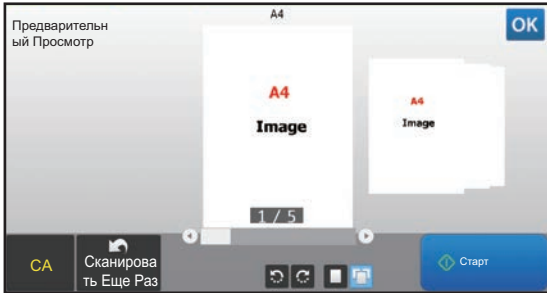 Предварительн
ый Просмотр
A4
OK
A4
Image
A4
Image
1 / 5
CA
Сканирова
ть Еще Раз
Старт